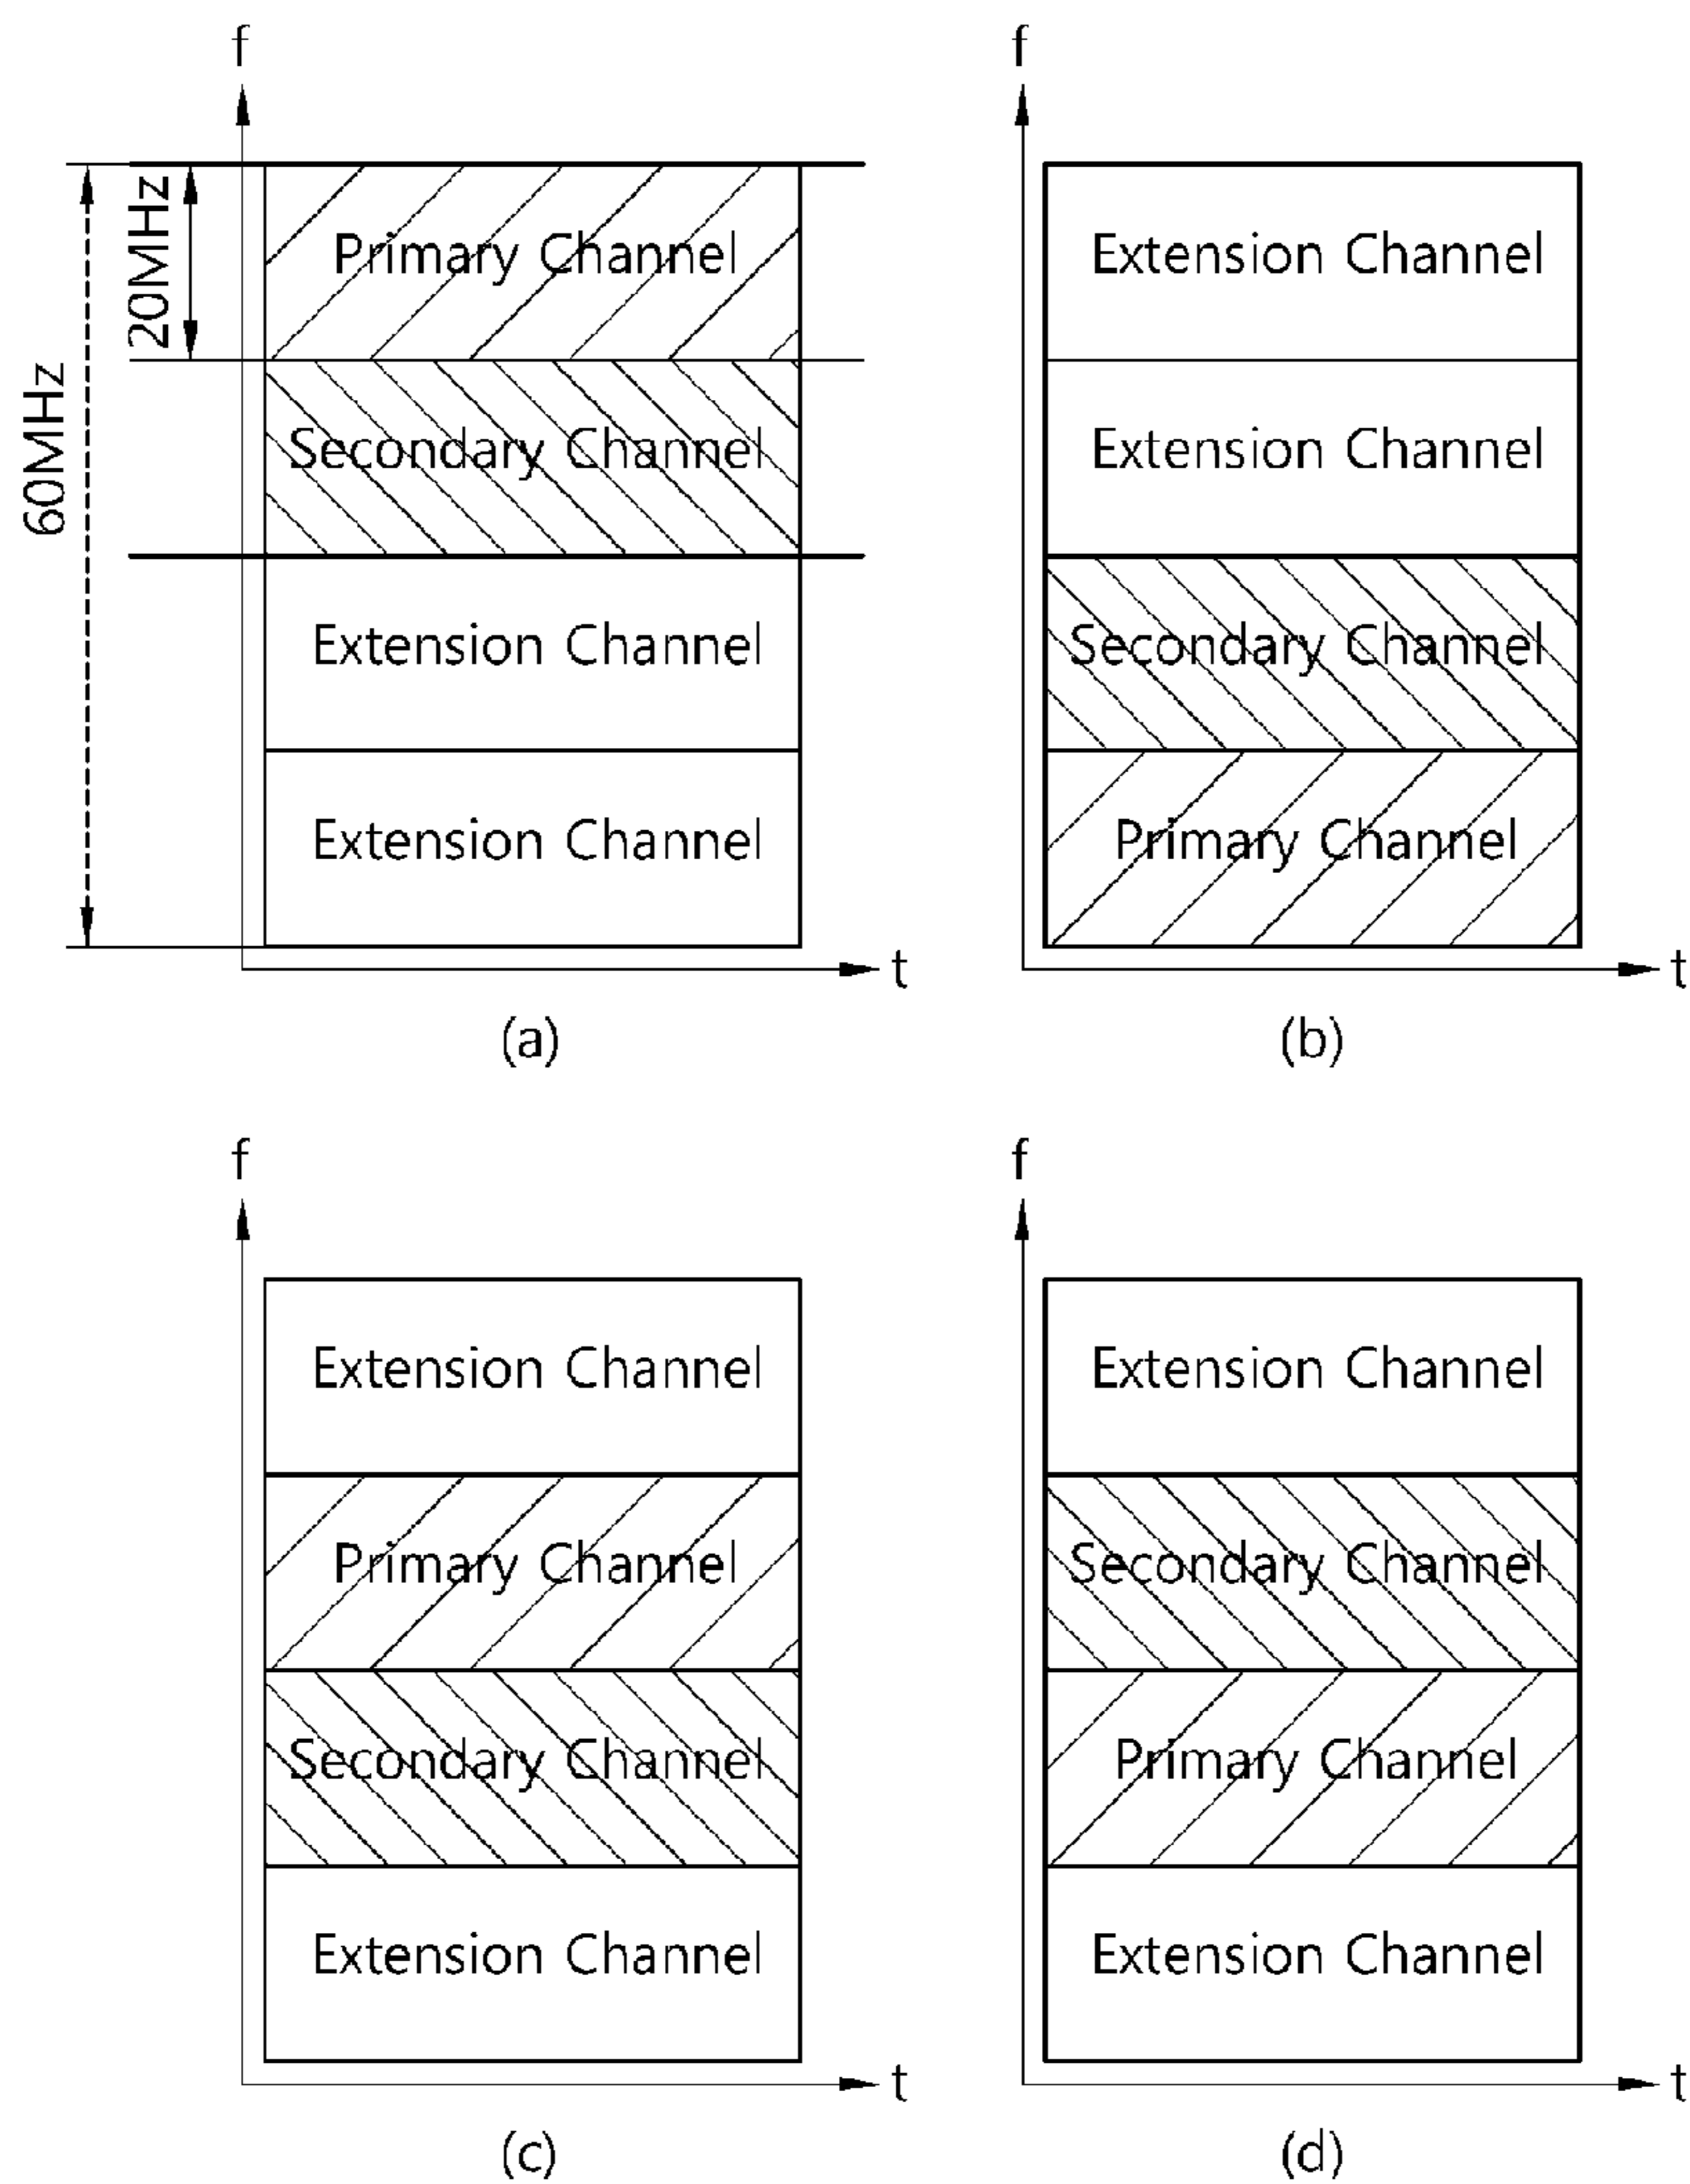 f
60MHz
20MHz
Primary Channel
Secondary Channel
Extension Channel
Extension Channel
t
(a)
f
Extension Channel
Extension Channel
Secondary Channel
Primary Channel
t
(b)
f
Extension Channel
Primary Channel
Secondary Channel
Extension Channel
t
(c)
f
Extension Channel
Secondary Channel
Primary Channel
Extension Channel
t
(d)